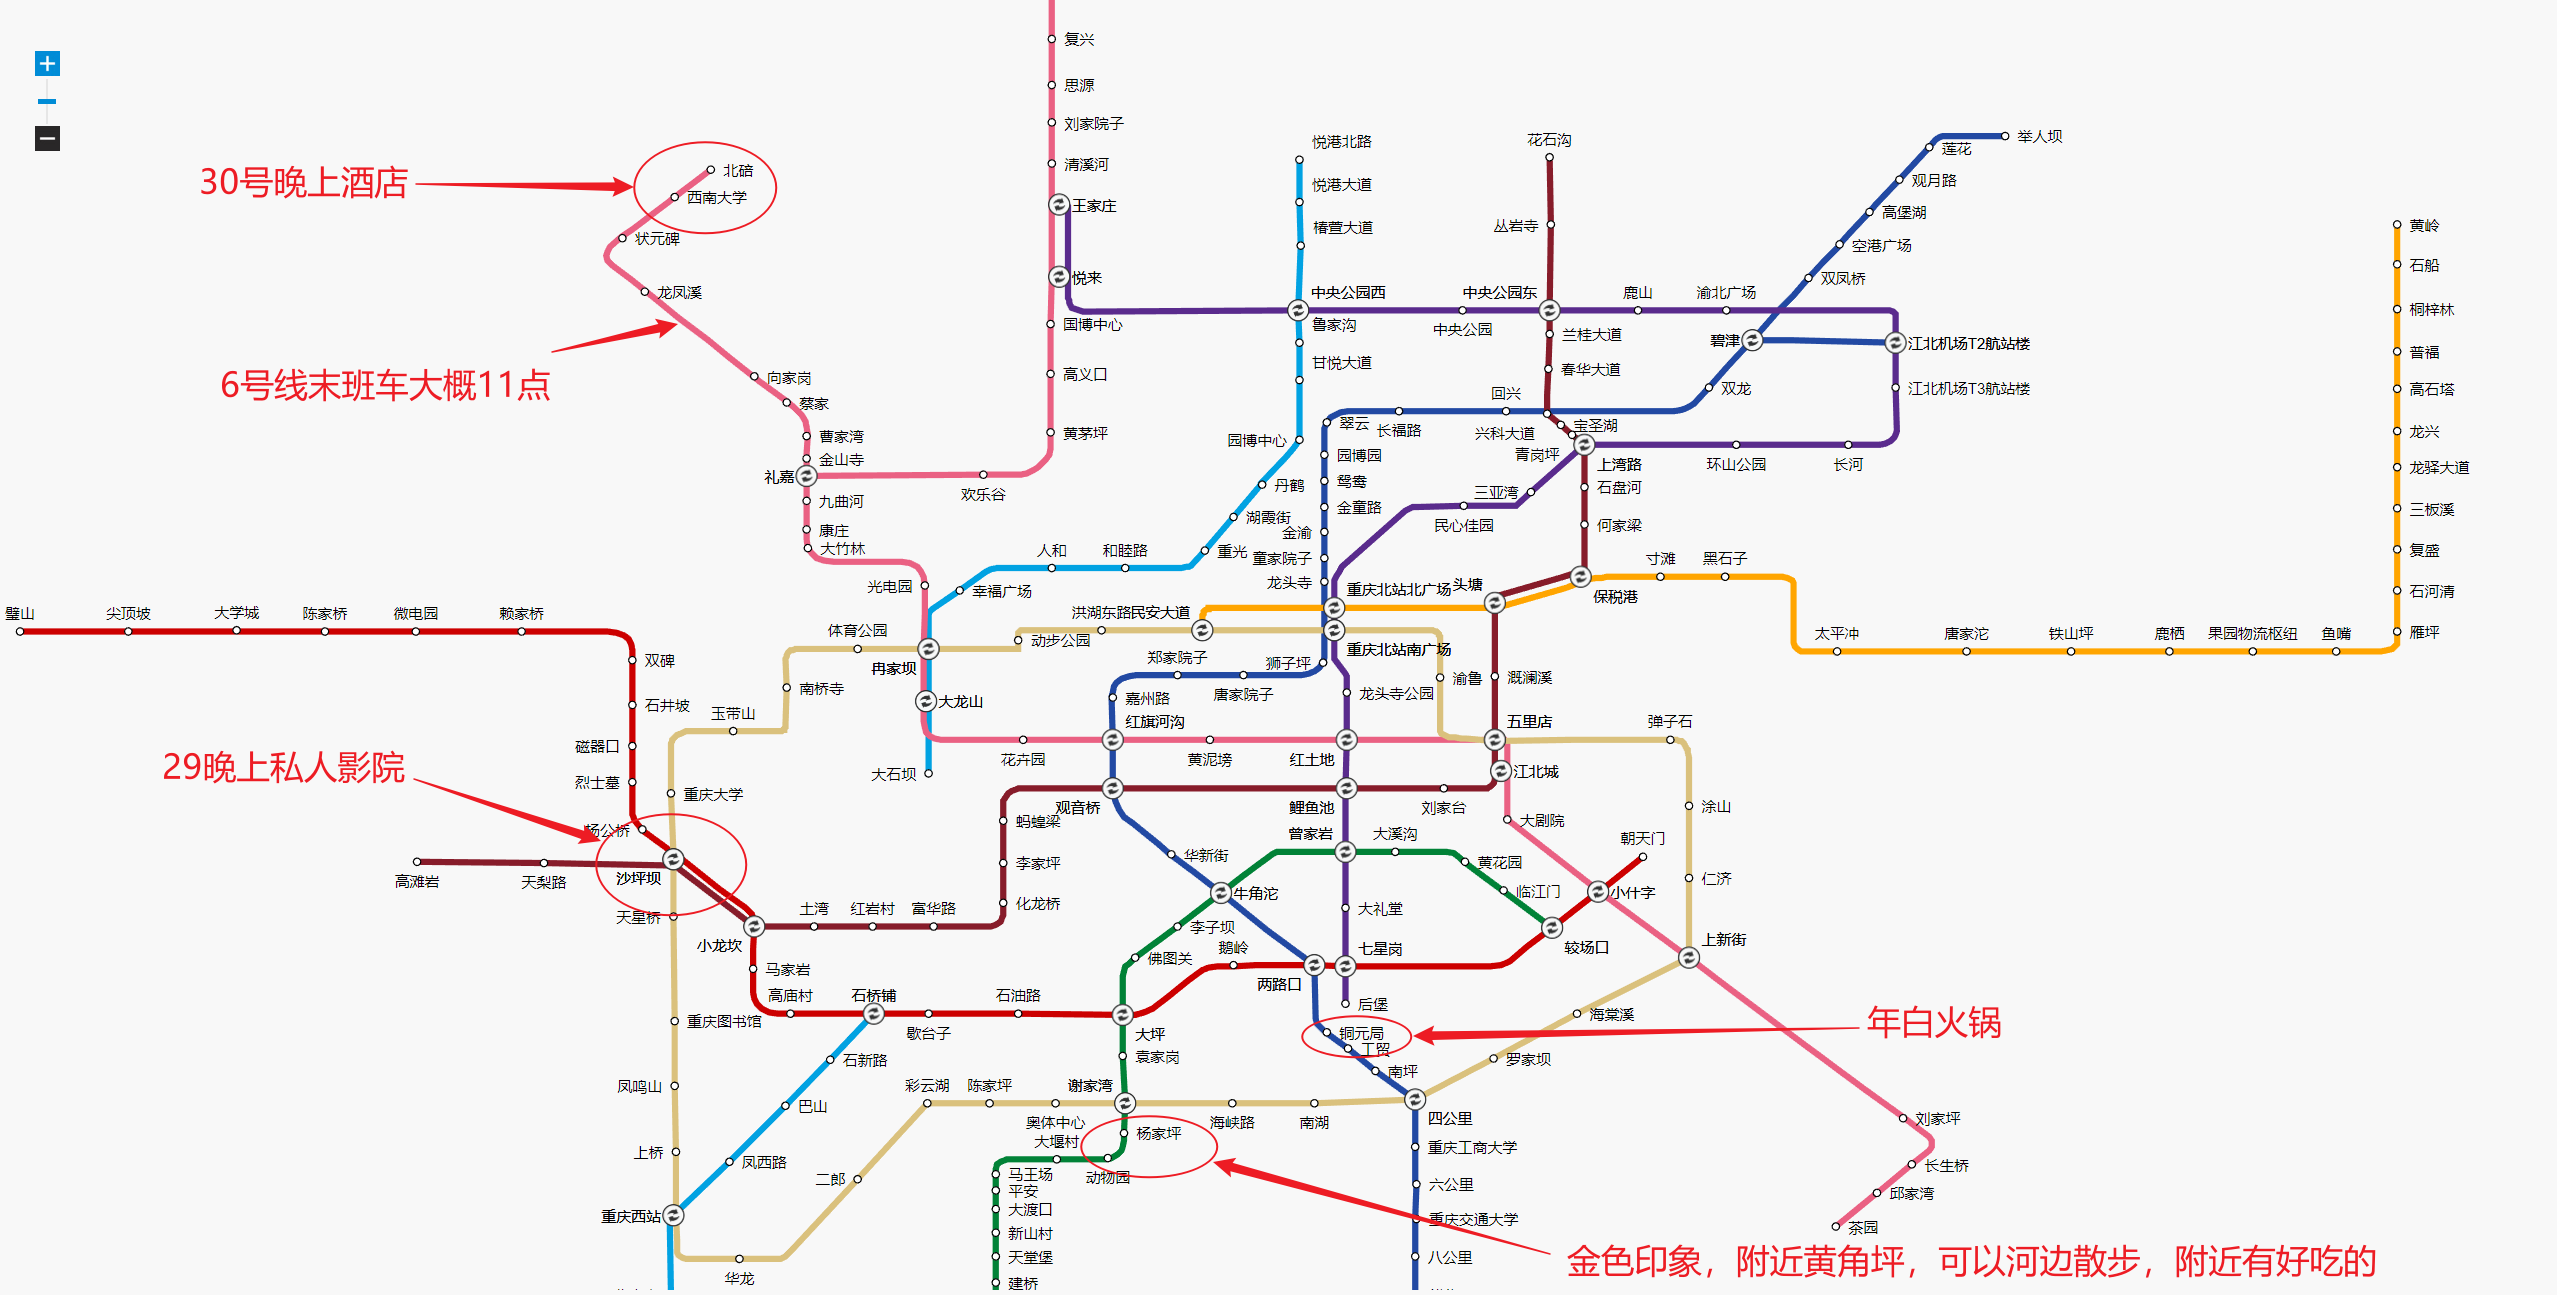 复兴
思源
刘家院子
清溪河
王家庄
悦来
国博中心
高义口
黄茅坪
欢乐谷
30号晚上酒店
北碚
西南大学
状元碑
龙凤溪
6号线末班车大概11点
向家岗
蔡家
曹家湾
金山寺
礼嘉
九曲河
康庄
大竹林
光电园
悦港北路
悦港大道
椿萱大道
中央公园西
鲁家沟
甘悦大道
园博中心
丹鹤
湖霞街
重光
和睦路
人和
幸福广场
花石沟
丛岩寺
中央公园东
中央公园
兰桂大道
春华大道
鹿山
渝北广场
举人坝
莲花
观月路
高堡湖
空港广场
双凤桥
碧津
江北机场T2航站楼
江北机场T3航站楼
双龙
回兴
长福路
翠云
兴科大道
宝圣湖
青岗坪
上湾路
环山公园
长河
三亚湾
民心佳园
石盘河
何家梁
园博园
鸳鸯
金童路
金渝
童家院子
龙头寺
重庆北站北广场
头塘
保税港
寸滩
黑石子
黄岭
石船
桐梓林
普福
高石塔
龙兴
龙驿大道
三板溪
复盛
石河清
雁坪
太平冲
唐家沱
铁山坪
鹿栖
果园物流枢纽
鱼嘴
璧山
尖顶坡
大学城
陈家桥
微电园
赖家桥
双碑
石井坡
磁器口
烈士墓
杨公桥
29晚上私人影院
玉带山
南桥寺
体育公园
冉家坝
大龙山
大石坝
动步公园
洪湖东路
民安大道
重庆北站南广场
郑家院子
唐家院子
狮子坪
嘉州路
红旗河沟
龙头寺公园
渝鲁
溉澜溪
花卉园
黄泥塝
红土地
五里店
弹子石
江北城
重庆大学
沙坪坝
高滩岩
天梨路
天星桥
小龙坎
土湾
红岩村
富华路
化龙桥
李家坪
蚂蝗梁
观音桥
鲤鱼池
刘家台
曾家岩
大溪沟
黄花园
临江门
大剧院
朝天门
小什字
较场口
涂山
仁济
上新街
华新街
牛角沱
李子坝
佛图关
鹅岭
两路口
七星岗
大礼堂
后堡
马家岩
高庙村
石桥铺
歇台子
石油路
大坪
袁家岗
谢家湾
重庆图书馆
凤鸣山
上桥
重庆西站
华龙
二郎
彩云湖
陈家坪
奥体中心
石新路
巴山
凤西路
杨家坪
动物园
大堰村
马王场
平安
大渡口
新山村
天堂堡
建桥
海峡路
南湖
铜元局
工贸
南坪
四公里
重庆工商大学
六公里
重庆交通大学
八公里
罗家坝
海棠溪
年白火锅
刘家坪
长生桥
邱家湾
茶园
金色印象，附近黄角坪，可以河边散步，附近有好吃的